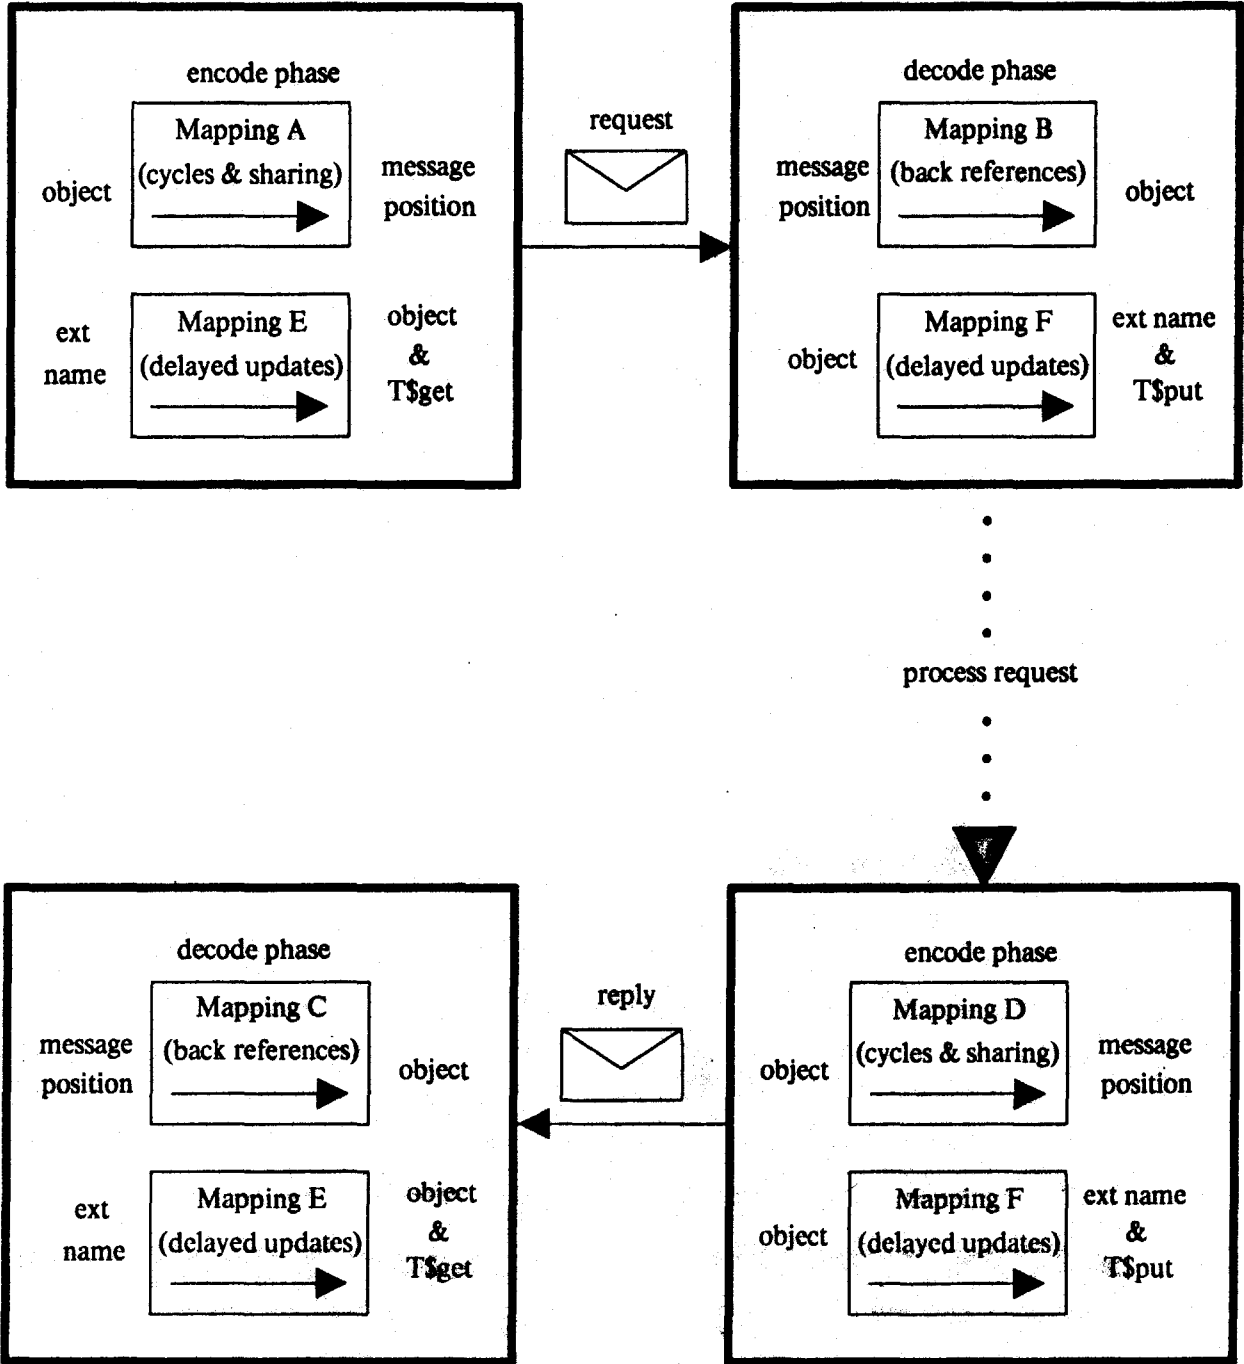 encode phase
Mapping A
(cycles & sharing)
object
message
position
ext
name
Mapping E
(delayed updates)
object
&
T$get
request
decode phase
message
position
Mapping B
(back references)
object
object
Mapping F
(delayed updates)
ext name
&
T$put
process request
encode phase
object
Mapping D
(cycles & sharing)
message
position
object
Mapping F
(delayed updates)
ext name
&
T$put
reply
decode phase
message
position
Mapping C
(back references)
object
ext
name
Mapping E
(delayed updates)
object
&
T$get